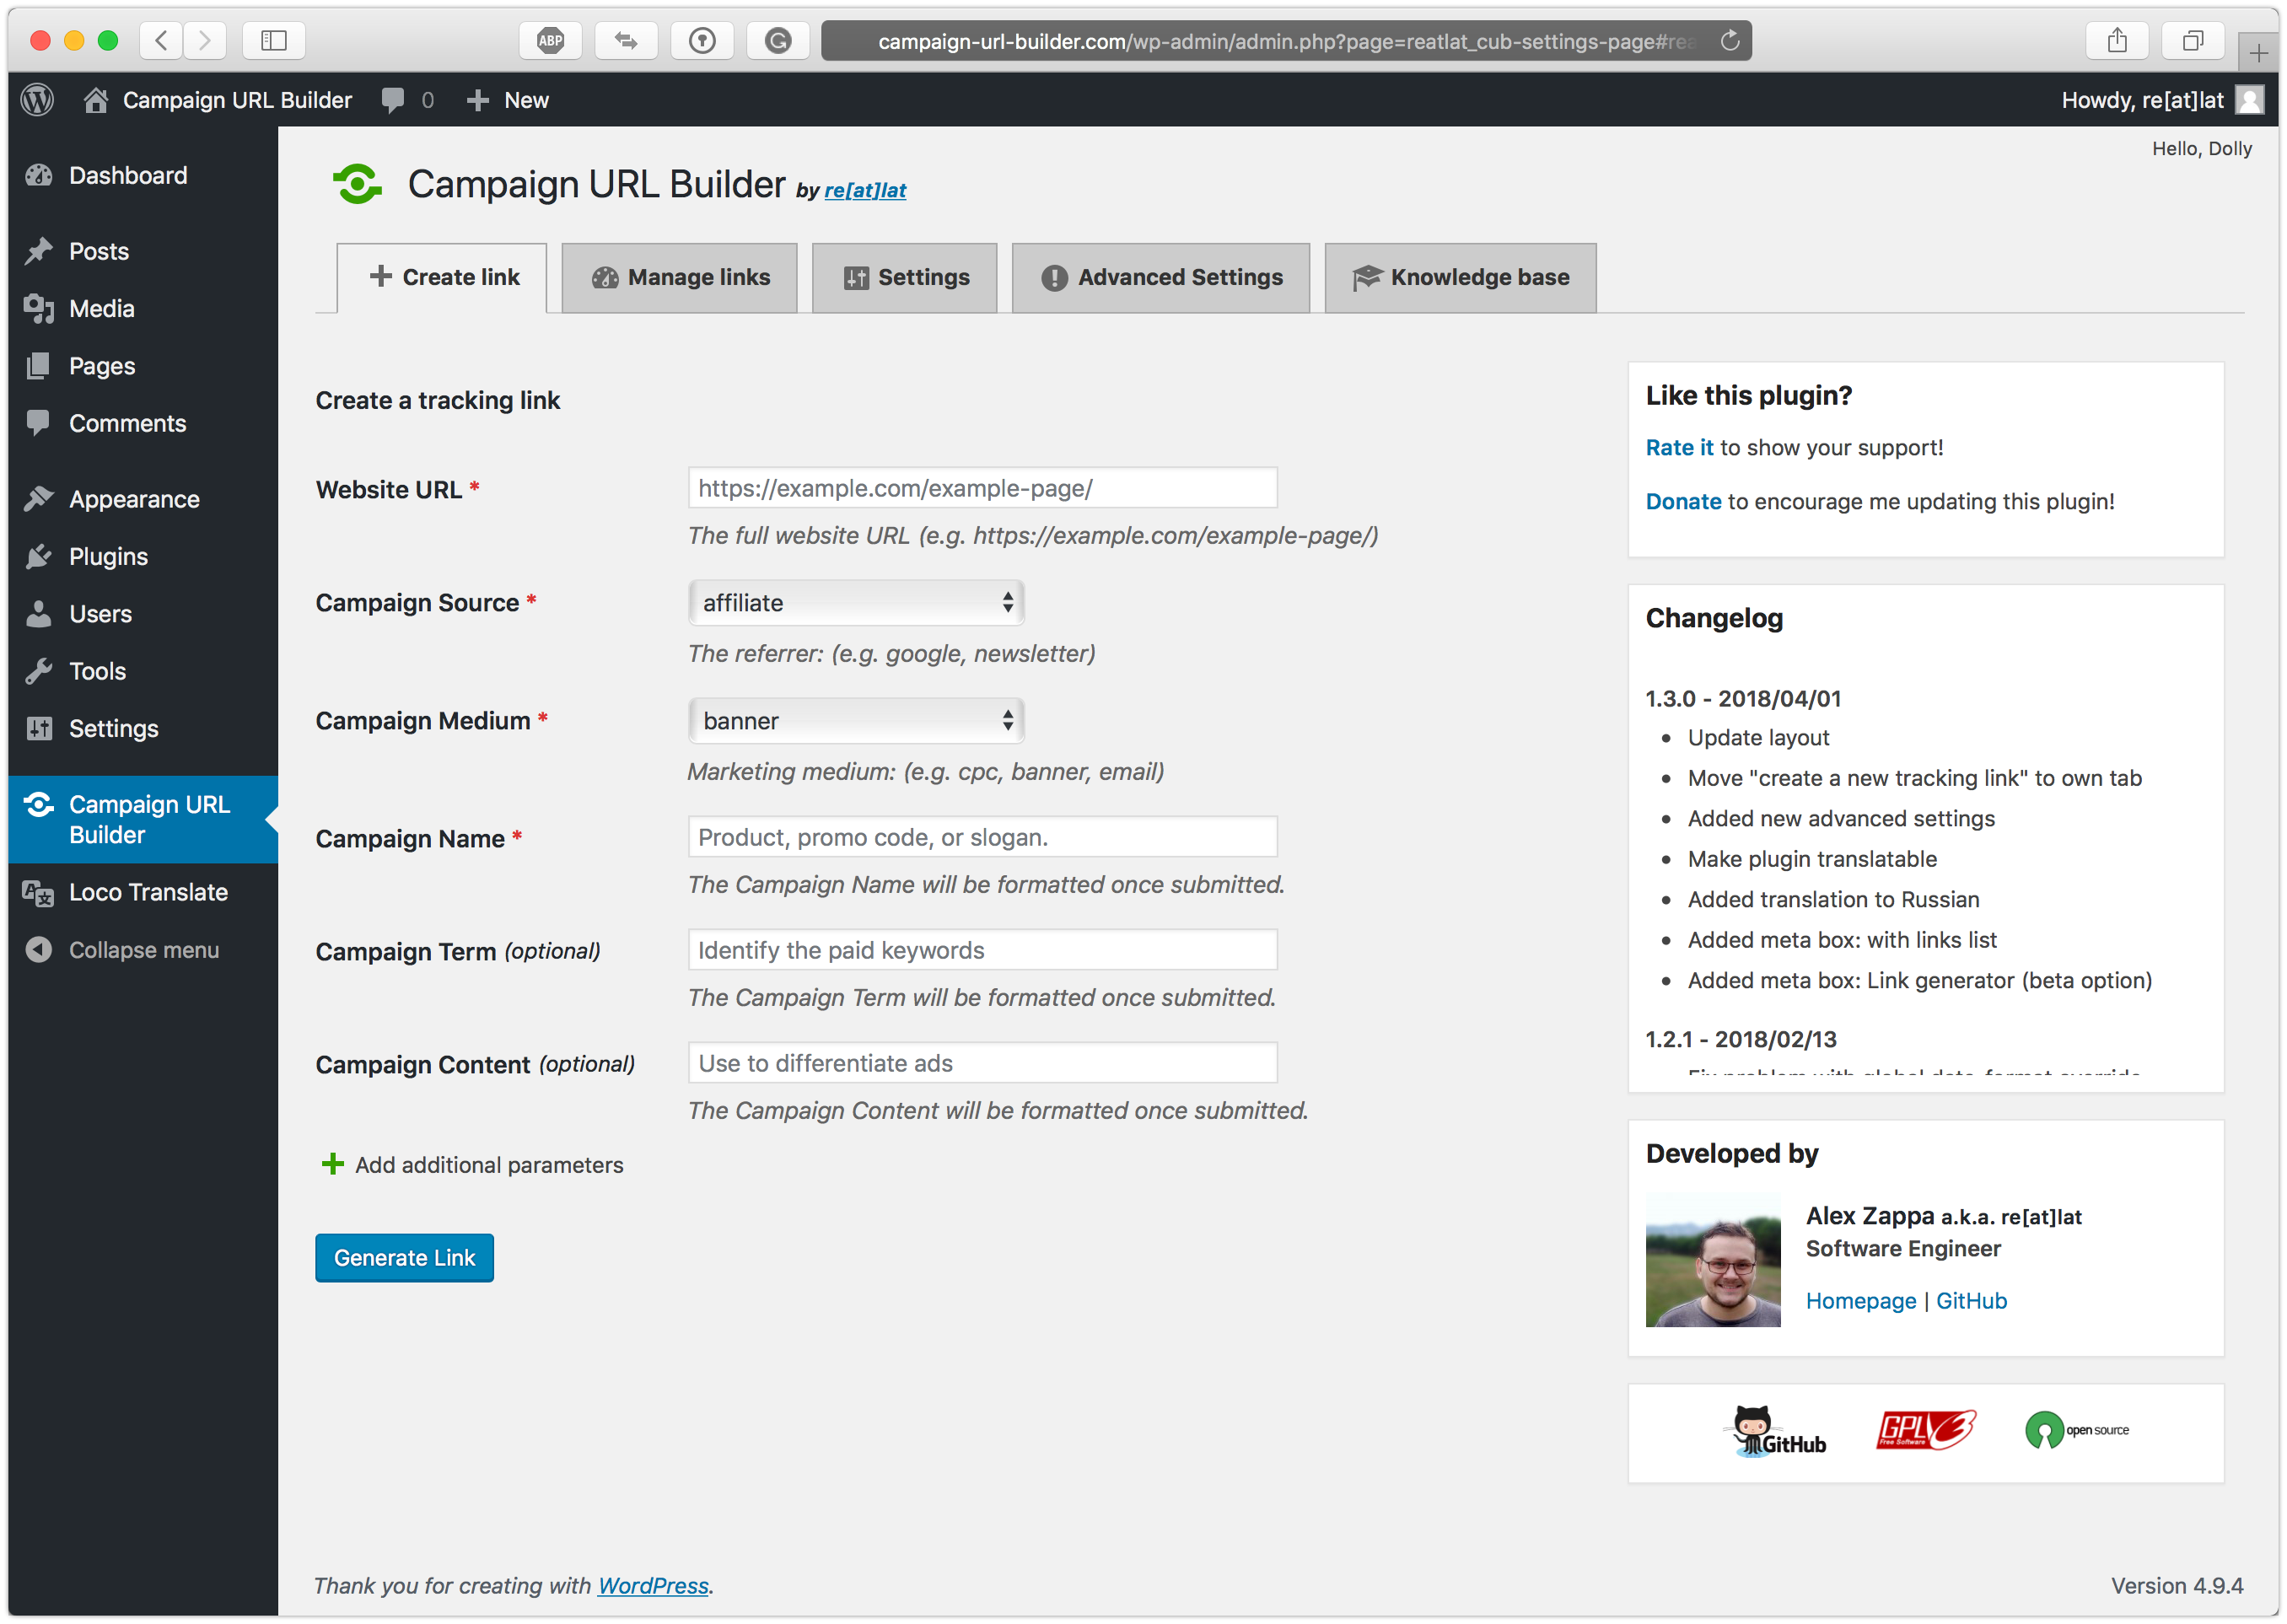 ABP
campaign-url-builder.com/wp-admin/admin.php?page=reatlat_cub-settings-page#rea
Campaign URL Builder
0
New
Howdy, re[at]lat
Hello, Dolly
Dashboard
Posts
Media
Pages
Comments
Appearance
Plugins
Users
Tools
Settings
Campaign URL
Builder
Loco Translate
Collapse menu
Campaign URL Builder by re[at]lat
Create link
Manage links
Settings
Advanced Settings
Knowledge base
Create a tracking link
Website URL *
https://example.com/example-page/
The full website URL (e.g. https://example.com/example-page/)
Campaign Source *
affiliate
The referrer: (e.g. google, newsletter)
Campaign Medium *
banner
Marketing medium: (e.g. cpc, banner, email)
Campaign Name *
Product, promo code, or slogan.
The Campaign Name will be formatted once submitted.
Campaign Term (optional)
Identify the paid keywords
The Campaign Term will be formatted once submitted.
Campaign Content (optional)
Use to differentiate ads
The Campaign Content will be formatted once submitted.
Add additional parameters
Generate Link
Like this plugin?
Rate it to show your support!
Donate to encourage me updating this plugin!
Changelog
1.3.0 - 2018/04/01
Update layout
Move "create a new tracking link" to own tab
Added new advanced settings
Make plugin translatable
Added translation to Russian
Added meta box: with links list
Added meta box: Link generator (beta option)
1.2.1 - 2018/02/13
Developed by
Alex Zappa a.k.a. re[at]lat
Software Engineer
Homepage | GitHub
GitHub
GPLV3
Free Software
open source
Thank you for creating with WordPress.
Version 4.9.4